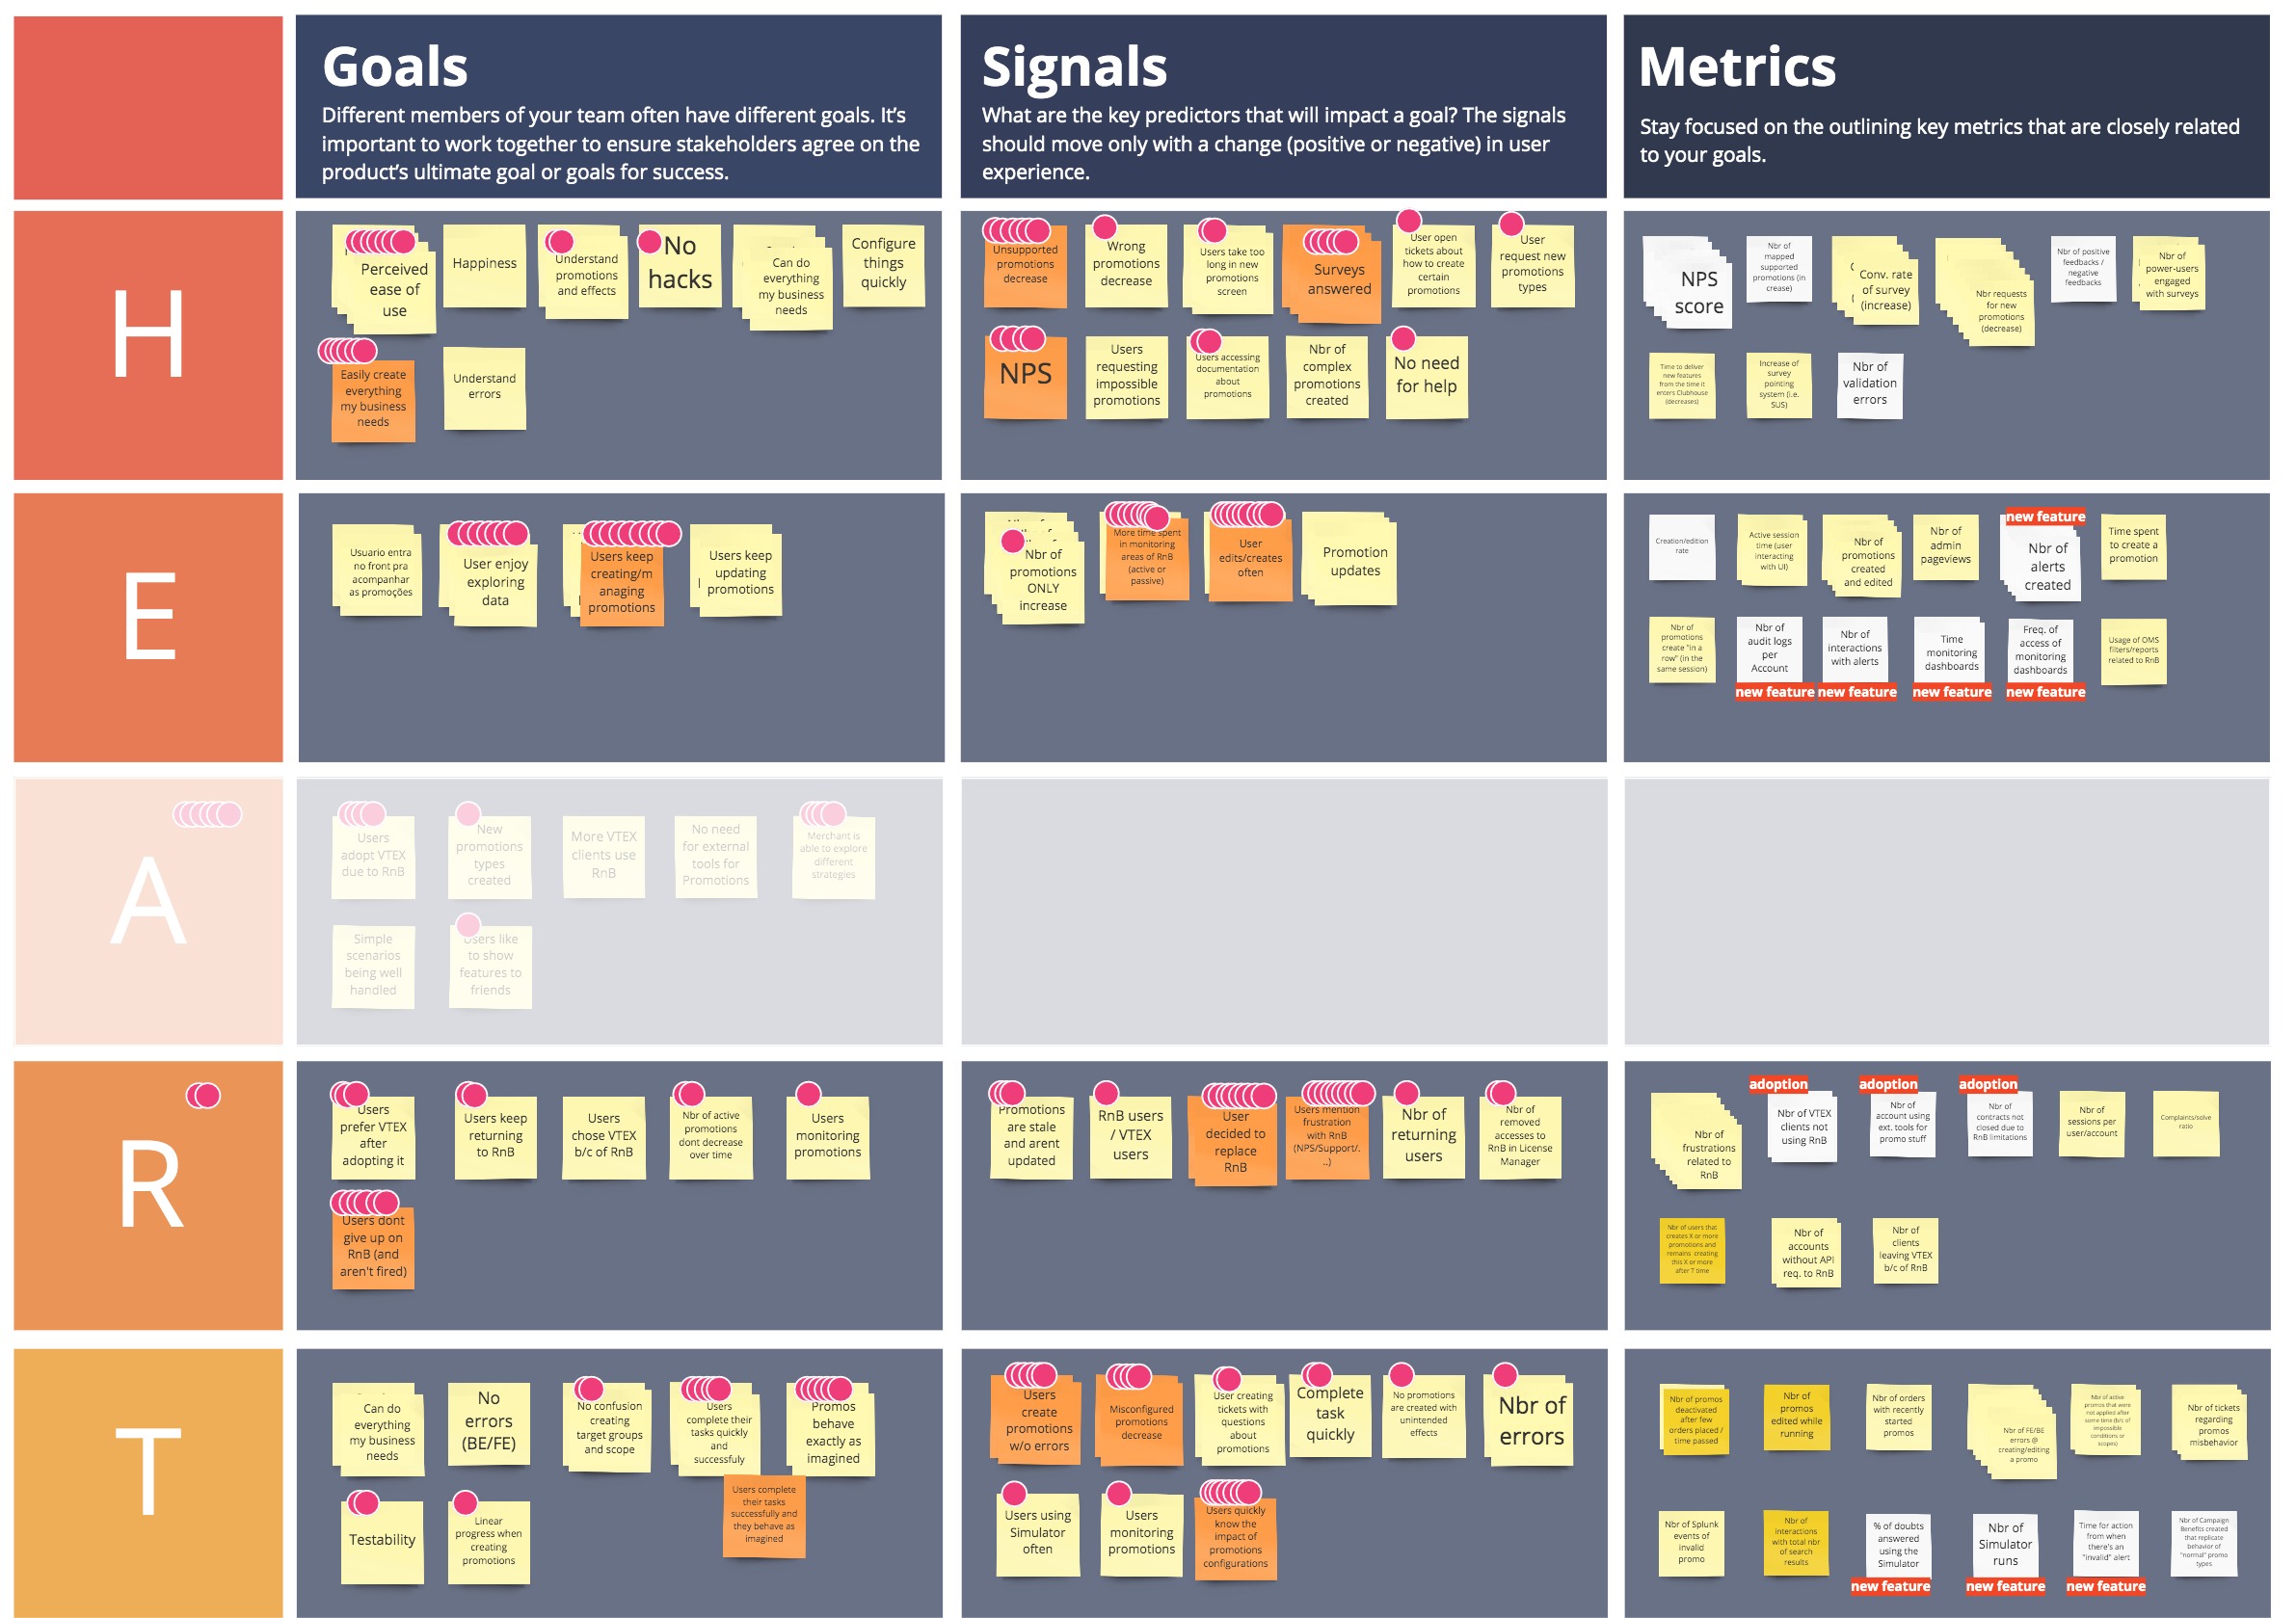 Goals
Different members of your team often have different goals. It's
important to work together to ensure stakeholders agree on the
product's ultimate goal or goals for success.
Signals
What are the key predictors that will impact a goal? The signals
should move only with a change (positive or negative) in user
experience.
Metrics
Stay focused on the outlining key metrics that are closely related
to your goals.
H
Perceived
ease of
use
Happiness
Understand
promotions
and effects
No
hacks
Can do
everything
my business
needs
Configure
things
quickly
Easily create
everything
my business
needs
Understand
errors
Unsupported
promotions
decrease
Wrong
promotions
decrease
Users take too
long in new
promotions
screen
Surveys
answered
User open
tickets about
how to create
certain
promotions
User
request new
promotions
types
NPS
Users
requesting
impossible
promotions
Users accessing
documentation
about
promotions
Nbr of
complex
promotions
created
No need
for help
NPS
score
Nbr of
mapped
supported
promotions (in
crease)
Conv. rate
of survey
(increase)
Nbr requests
for new
promotions
(decrease)
Nbr of positive
feedbacks /
negative
feedbacks
Nbr of
power-users
engaged
with surveys
Time to deliver
new features
from the time it
enters Clubhouse
(decreases)
Increase of
survey
pointing
system (i.e.
SUS)
Nbr of
validation
errors
E
Usuario entra
no front pra
acompanhar
as promoções
User enjoy
exploring
data
Users keep
creating/m
anaging
promotions
Users keep
updating
promotions
Nbr of
promotions
ONLY
increase
More time spent
in monitoring
areas of RnB
(active or
passive)
User
edits/creates
often
Promotion
updates
Creation/edition
rate
Active session
time (user
interacting
with UI)
Nbr of
promotions
created
and edited
Nbr of
admin
pageviews
new feature
Nbr of
alerts
created
Time spent
to create a
promotion
Nbr of
promotions
create "in a
row" (in the
same session)
Nbr of
audit logs
per
Account
new feature
Nbr of
interactions
with alerts
new feature
Time
monitoring
dashboards
new feature
Freq. of
access of
monitoring
dashboards
new feature
Usage of OMS
filters/reports
related to RnB
A
Users
adopt VTEX
due to RnB
New
promotions
types
created
More VTEX
clients use
RnB
No need
for external
tools for
Promotions
Merchant is
able to explore
different
strategies
Simple
scenarios
being well
handled
Users like
to show
features to
friends
R
Users
prefer VTEX
after
adopting it
Users keep
returning
to RnB
Users
chose VTEX
b/c of RnB
Nbr of active
promotions
dont decrease
over time
Users
monitoring
promotions
Users dont
give up on
RnB (and
aren't fired)
Promotions
are stale
and arent
updated
RnB users
/ VTEX
users
User
decided to
replace
RnB
Users mention
frustration
with RnB
(NPS/Support/.
..)
Nbr of
returning
users
Nbr of
removed
accesses to
RnB in License
Manager
Nbr of
frustrations
related to
RnB
adoption
Nbr of VTEX
clients not
using RnB
adoption
Nbr of
account using
ext. tools for
promo stuff
adoption
Nbr of
contracts not
closed due to
RnB limitations
Nbr of
sessions per
user/account
Complaints/solve
ratio
Nbr of users that
creates X or more
promotions and
remains creating
this X or more
after T time
Nbr of
accounts
without API
req. to RnB
Nbr of
clients
leaving VTEX
b/c of RnB
T
Can do
everything
my business
needs
No
errors
(BE/FE)
No confusion
creating
target groups
and scope
Users
complete their
tasks quickly
and
successfuly
Promos
behave
exactly as
imagined
Users complete
their tasks
successfully and
they behave as
imagined
Testability
Linear
progress when
creating
promotions
Users
create
promotions
w/o errors
Misconfigured
promotions
decrease
User creating
tickets with
questions
about
promotions
Complete
task
quickly
No promotions
are created with
unintended
effects
Nbr of
errors
Users using
Simulator
often
Users
monitoring
promotions
Users quickly
know the
impact of
promotions
configurations
Nbr of promos
deactivated
after few
orders placed /
time passed
Nbr of
promos
edited while
running
Nbr of orders
with recently
started
promos
Nbr of FE/BE
errors @
creating/editing
a promo
Nbr of active
promos that were
not applied after
some time (b/c of
impossible
conditions or
scopes)
Nbr of tickets
regarding
promos
misbehavior
Nbr of Splunk
events of
invalid
promo
Nbr of
interactions
with total nbr
of search
results
% of doubts
answered
using the
Simulator
new feature
Nbr of
Simulator
runs
new feature
Time for action
from when
there's an
"invalid" alert
new feature
Nbr of Campaign
Benefits created
that replicate
behavior of
"normal" promo
types